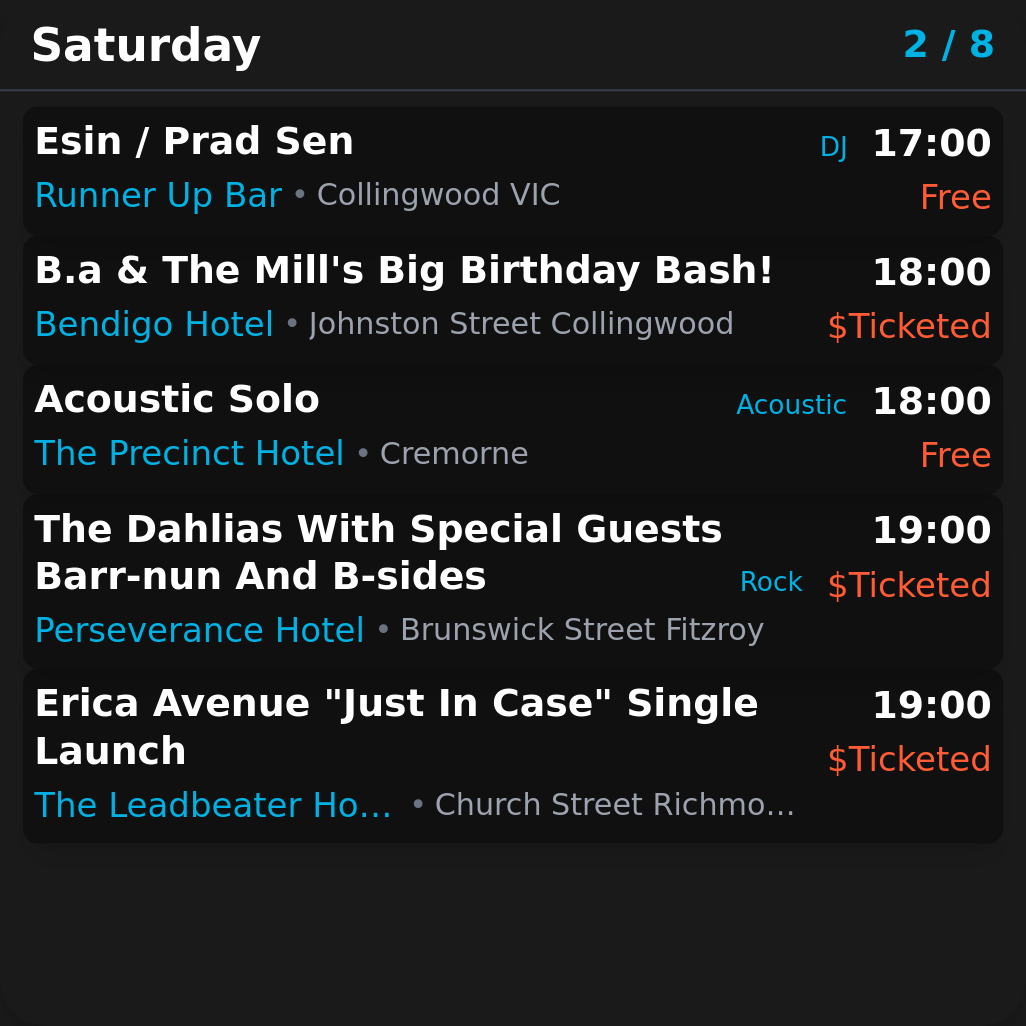 Saturday 2 / 8
Esin / Prad Sen DJ 17:00
Runner Up Bar • Collingwood VIC Free
B.a & The Mill's Big Birthday Bash! 18:00
Bendigo Hotel • Johnston Street Collingwood $Ticketed
Acoustic Solo Acoustic 18:00
The Precinct Hotel • Cremorne Free
The Dahlias With Special Guests 19:00
Barr-nun And B-sides Rock $Ticketed
Perseverance Hotel • Brunswick Street Fitzroy
Erica Avenue "Just In Case" Single 19:00
Launch $Ticketed
The Leadbeater Ho... • Church Street Richmo...